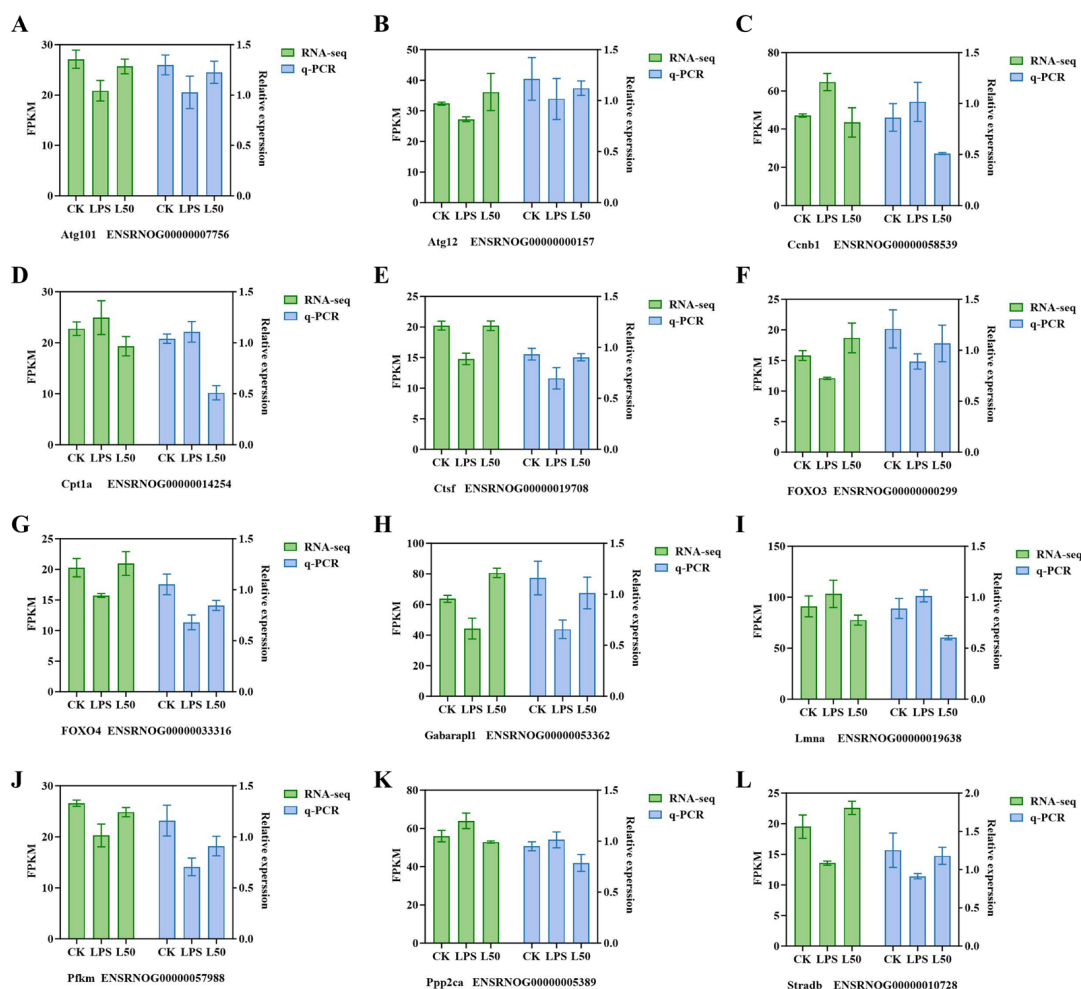 A
30
20
10
0
FPKM
1.5
1.0
0.5
0.0
Relative experssion
RNA-seq
q-PCR
CK LPS L50 CK LPS L50
Atg101 ENSRNOG00000007756
B
50
40
30
20
10
0
FPKM
1.5
1.0
0.5
0.0
Relative experssion
RNA-seq
q-PCR
CK LPS L50 CK LPS L50
Atg12 ENSRNOG00000000157
C
80
60
40
20
0
FPKM
1.5
1.0
0.5
0.0
Relative experssion
RNA-seq
q-PCR
CK LPS L50 CK LPS L50
Ccnb1 ENSRNOG00000058539
D
30
20
10
0
FPKM
1.5
1.0
0.5
0.0
Relative experssion
RNA-seq
q-PCR
CK LPS L50 CK LPS L50
Cpt1a ENSRNOG00000014254
E
25
20
15
10
5
0
FPKM
1.5
1.0
0.5
0.0
Relative experssion
RNA-seq
q-PCR
CK LPS L50 CK LPS L50
Ctsf ENSRNOG00000019708
F
25
20
15
10
5
0
FPKM
1.5
1.0
0.5
0.0
Relative experssion
RNA-seq
q-PCR
CK LPS L50 CK LPS L50
FOXO3 ENSRNOG00000000299
G
25
20
15
10
5
0
FPKM
1.5
1.0
0.5
0.0
Relative experssion
RNA-seq
q-PCR
CK LPS L50 CK LPS L50
FOXO4 ENSRNOG00000033316
H
100
80
60
40
20
0
FPKM
1.5
1.0
0.5
0.0
Relative experssion
RNA-seq
q-PCR
CK LPS L50 CK LPS L50
Gabarapl1 ENSRNOG00000053362
I
150
100
50
0
FPKM
1.5
1.0
0.5
0.0
Relative experssion
RNA-seq
q-PCR
CK LPS L50 CK LPS L50
Lmna ENSRNOG00000019638
J
30
20
10
0
FPKM
1.5
1.0
0.5
0.0
Relative experssion
RNA-seq
q-PCR
CK LPS L50 CK LPS L50
Pfkm ENSRNOG00000057988
K
80
60
40
20
0
FPKM
1.5
1.0
0.5
0.0
Relative experssion
RNA-seq
q-PCR
CK LPS L50 CK LPS L50
Ppp2ca ENSRNOG00000005389
L
25
20
15
10
5
0
FPKM
2.0
1.5
1.0
0.5
0.0
Relative experssion
RNA-seq
q-PCR
CK LPS L50 CK LPS L50
Stradb ENSRNOG00000010728